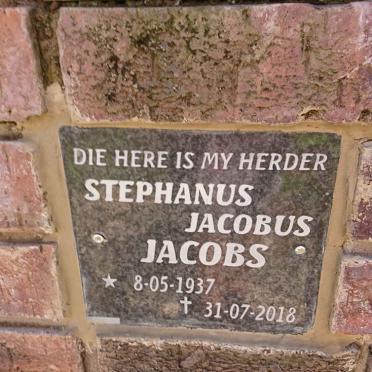 DIE HERE IS MY HERDER
STEPHANUS
JACOBUS
JACOBS
★ 8-05-1937
✝ 31-07-2018